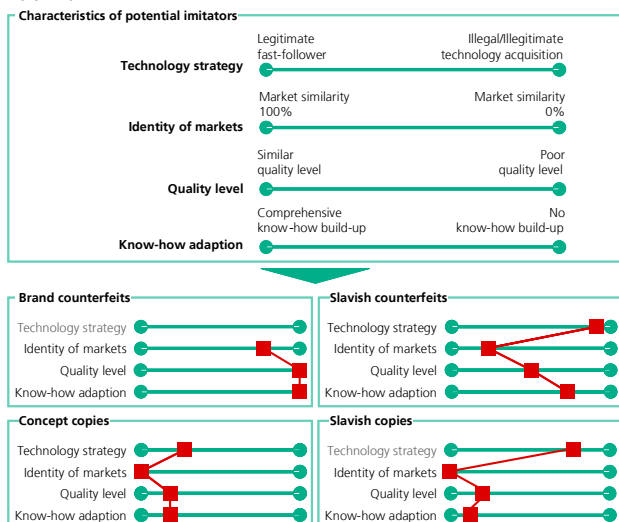 Characteristics of potential imitators
Legitimate
fast-follower
Illegal/Illegitimate
technology acquisition
Technology strategy
Market similarity
100%
Market similarity
0%
Identity of markets
Similar
quality level
Poor
quality level
Quality level
Comprehensive
know-how build-up
No
know-how build-up
Know-how adaption
Brand counterfeits
Technology strategy
Identity of markets
Quality level
Know-how adaption
Slavish counterfeits
Technology strategy
Identity of markets
Quality level
Know-how adaption
Concept copies
Technology strategy
Identity of markets
Quality level
Know-how adaption
Slavish copies
Technology strategy
Identity of markets
Quality level
Know-how adaption